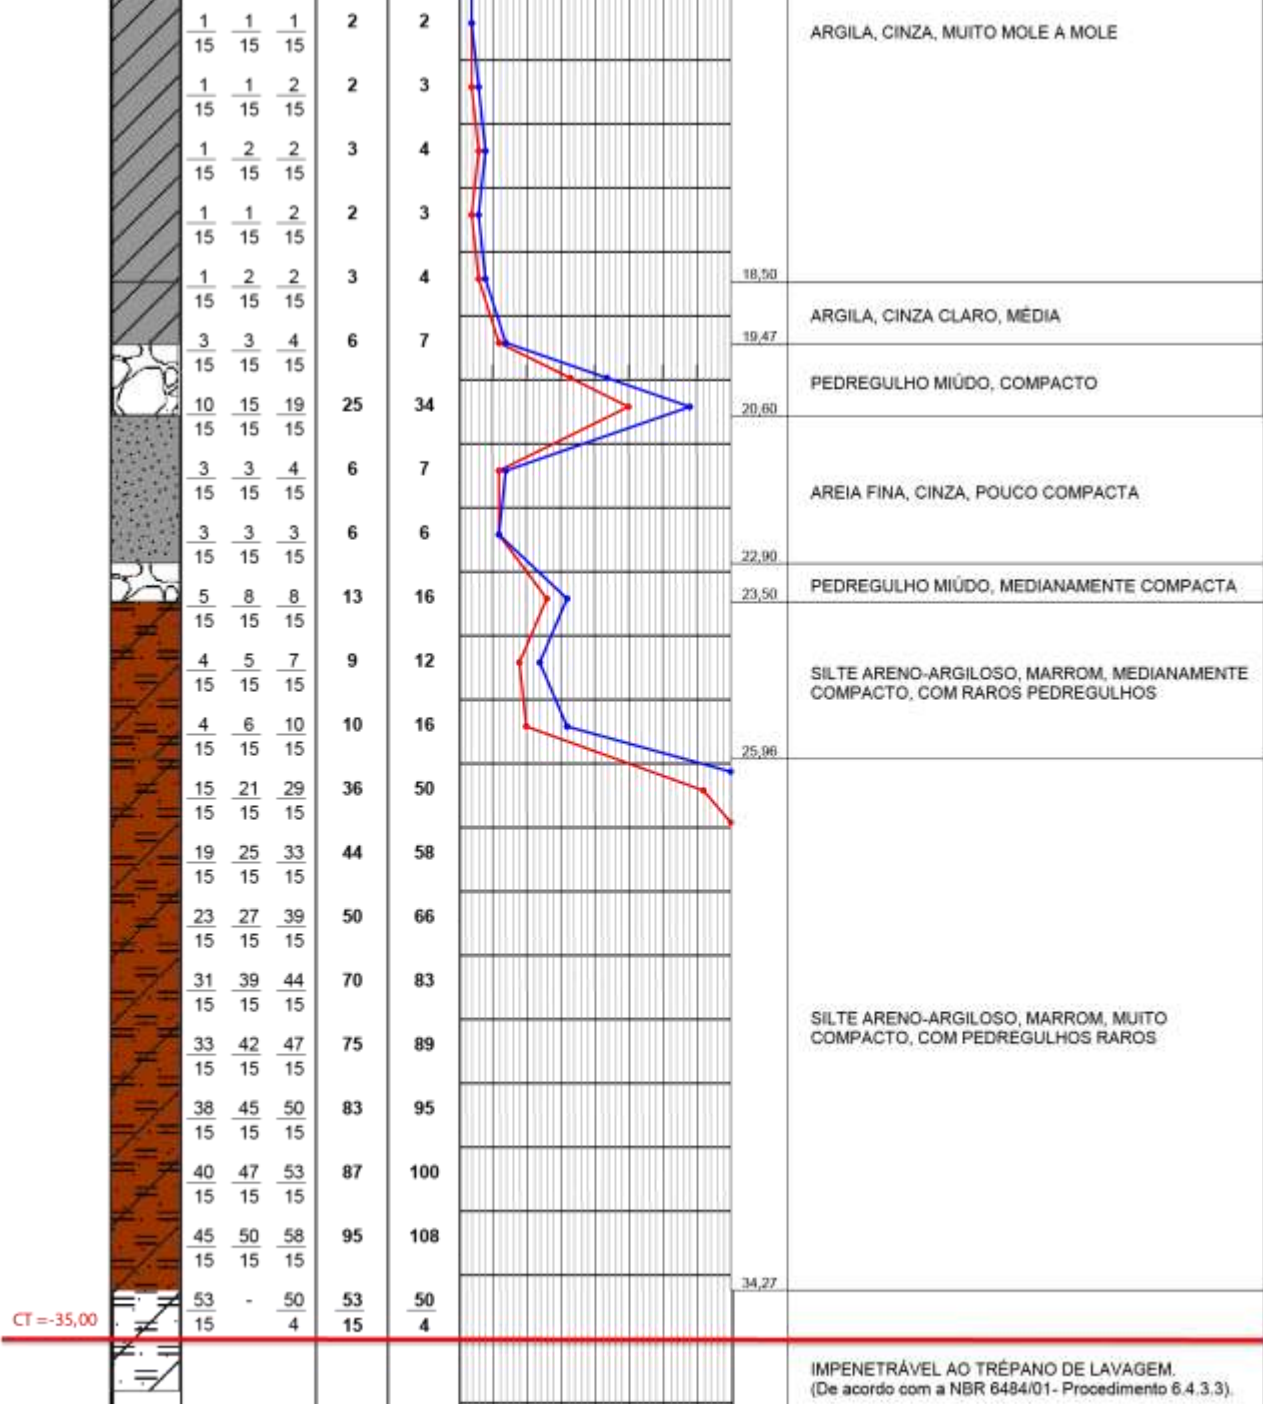 1 1 1 2 2
15 15 15
ARGILA, CINZA, MUITO MOLE A MOLE
1 1 2 2 3
15 15 15
1 2 2 3 4
15 15 15
1 1 2 2 3
15 15 15
1 2 2 3 4
15 15 15
18,50
ARGILA, CINZA CLARO, MÉDIA
3 3 4 6 7
15 15 15
19,47
PEDREGULHO MIÚDO, COMPACTO
10 15 19 25 34
15 15 15
20,60
3 3 4 6 7
15 15 15
AREIA FINA, CINZA, POUCO COMPACTA
3 3 3 6 6
15 15 15
22,90
PEDREGULHO MIÚDO, MEDIANAMENTE COMPACTA
5 8 8 13 16
15 15 15
23,50
4 5 7 9 12
15 15 15
SILTE ARENO-ARGILOSO, MARROM, MEDIANAMENTE
COMPACTO, COM RAROS PEDREGULHOS
4 6 10 10 16
15 15 15
25,96
15 21 29 36 50
15 15 15
19 25 33 44 58
15 15 15
23 27 39 50 66
15 15 15
31 39 44 70 83
15 15 15
SILTE ARENO-ARGILOSO, MARROM, MUITO
COMPACTO, COM PEDREGULHOS RAROS
33 42 47 75 89
15 15 15
38 45 50 83 95
15 15 15
40 47 53 87 100
15 15 15
45 50 58 95 108
15 15 15
34,27
53 - 50 53 50
15 4 15 4
CT =-35,00
IMPENETRÁVEL AO TRÉPANO DE LAVAGEM.
(De acordo com a NBR 6484/01- Procedimento 6.4.3.3).